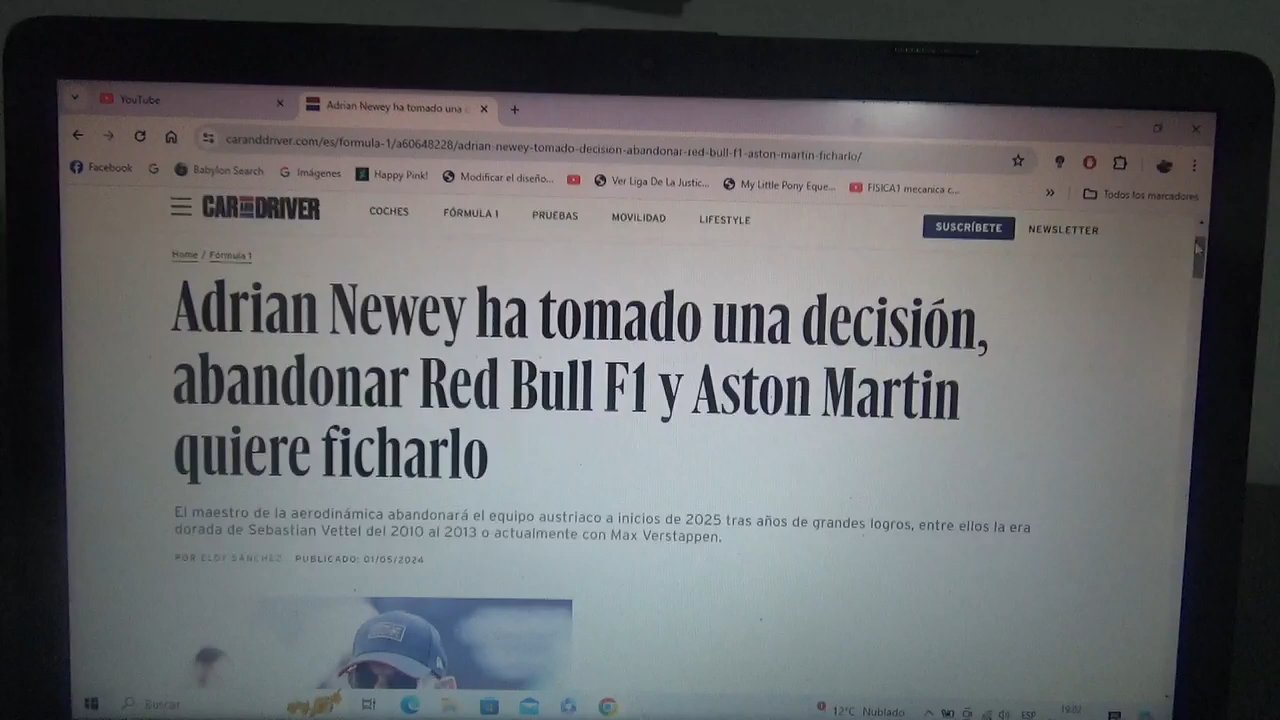 YouTube
Adrian Newey ha tomado una
caranddriver.com/es/formula-1/a60648228/adrian-newey-tomado-decision-abandonar-red-bull-f1-aston-martin-ficharlo/
Facebook
Babylon Search
Imágenes
Happy Pink!
Modificar el diseño...
Ver Liga De La Justic...
My Little Pony Eque...
FISICA1 mecanica c...
» Todos los marcadores
CAR AND DRIVER
COCHES
FÓRMULA 1
PRUEBAS
MOVILIDAD
LIFESTYLE
SUSCRÍBETE
NEWSLETTER
Home / Fórmula 1
Adrian Newey ha tomado una decisión,
abandonar Red Bull F1 y Aston Martin
quiere ficharlo
El maestro de la aerodinámica abandonará el equipo austriaco a inicios de 2025 tras años de grandes logros, entre ellos la era
dorada de Sebastian Vettel del 2010 al 2013 o actualmente con Max Verstappen.
POR ELOY SÁNCHEZ PUBLICADO: 01/05/2024
Buscar
12°C Nublado
ESP
19:07